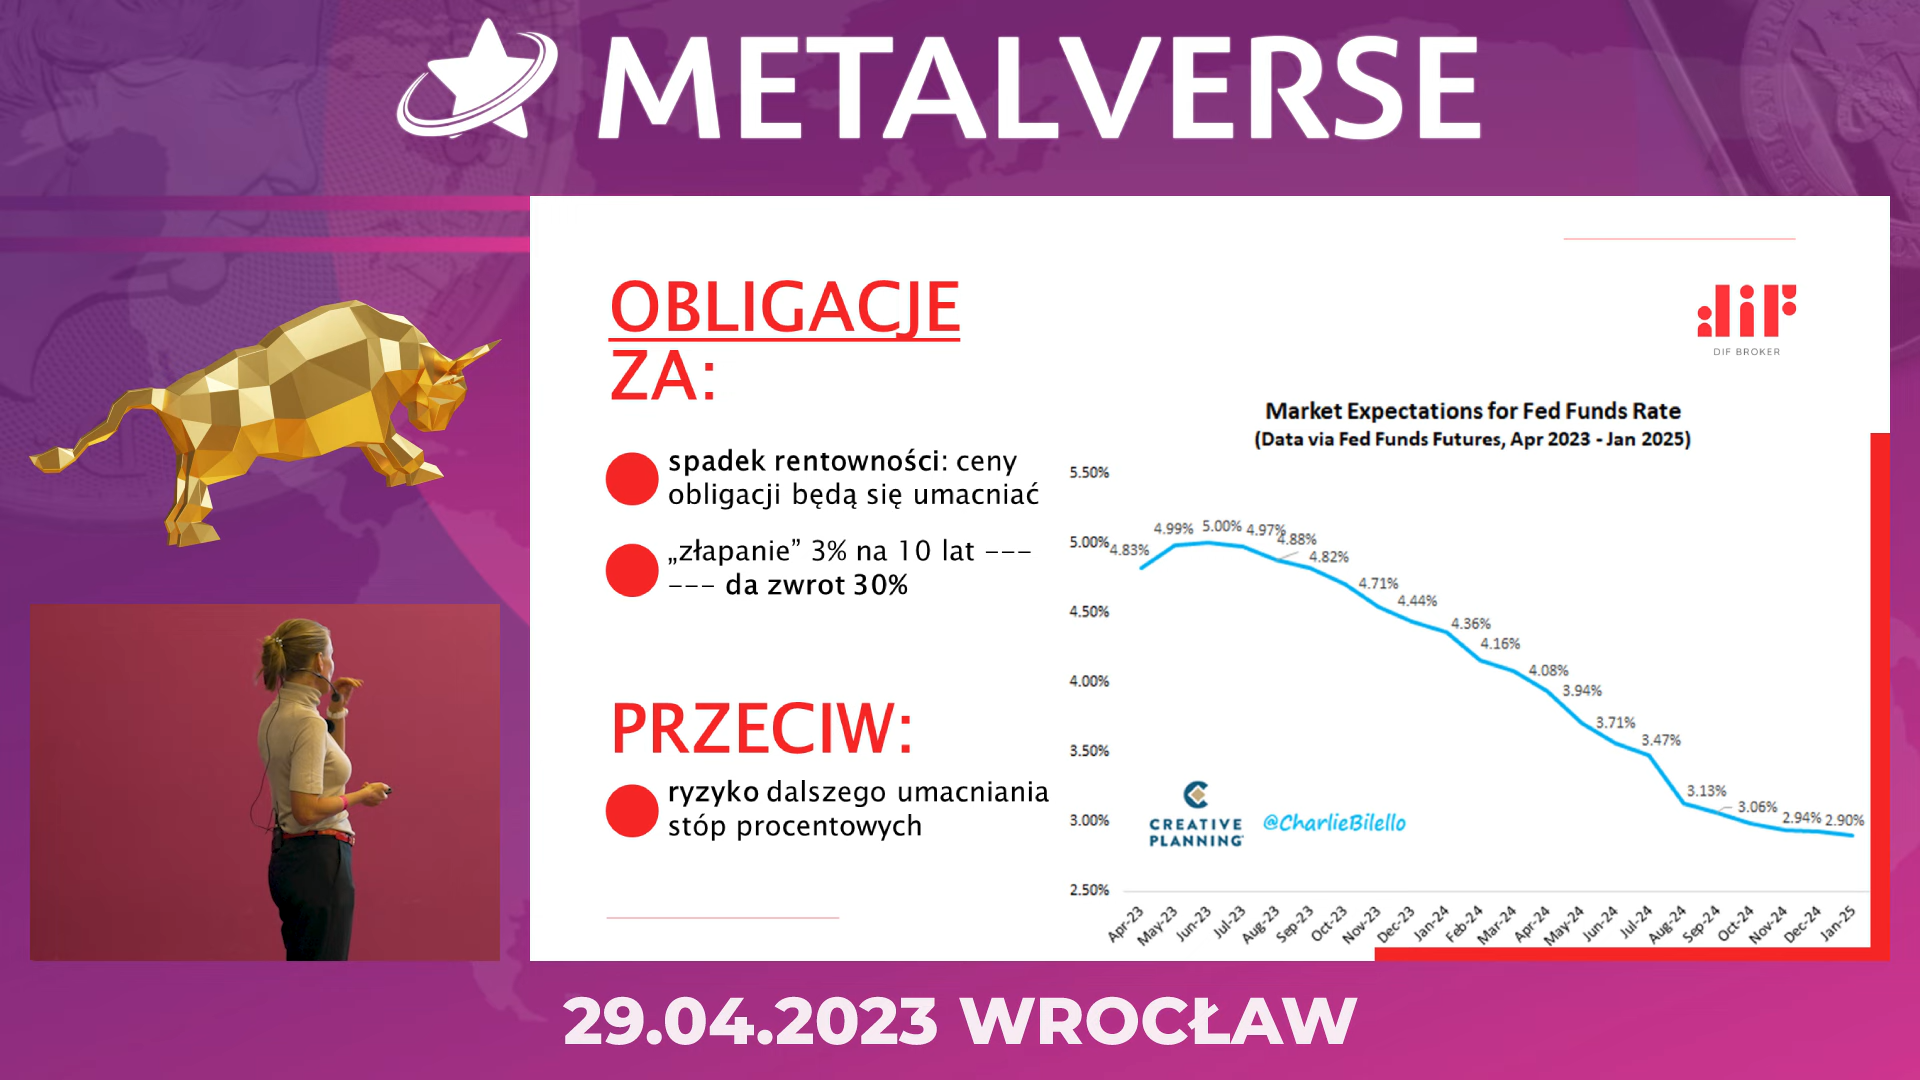 METALVERSE
OBLIGACJE
ZA:
spadek rentowności: ceny
obligacji będą się umacniać
„złapanie” 3% na 10 lat ---
--- da zwrot 30%
PRZECIW:
ryzyko dalszego umacniania
stóp procentowych
dif
DIF BROKER
Market Expectations for Fed Funds Rate
(Data via Fed Funds Futures, Apr 2023 - Jan 2025)
5.50%
5.00%
4.50%
4.00%
3.50%
3.00%
2.50%
4.83%
4.99%
5.00%
4.97%
4.88%
4.82%
4.71%
4.44%
4.36%
4.16%
4.08%
3.94%
3.71%
3.47%
3.13%
3.06%
2.94%
2.90%
CREATIVE
PLANNING
@CharlieBilello
Apr-23
May-23
Jun-23
Jul-23
Aug-23
Sep-23
Oct-23
Nov-23
Dec-23
Jan-24
Feb-24
Mar-24
Apr-24
May-24
Jun-24
Jul-24
Aug-24
Sep-24
Oct-24
Nov-24
Dec-24
Jan-25
29.04.2023 WROCŁAW